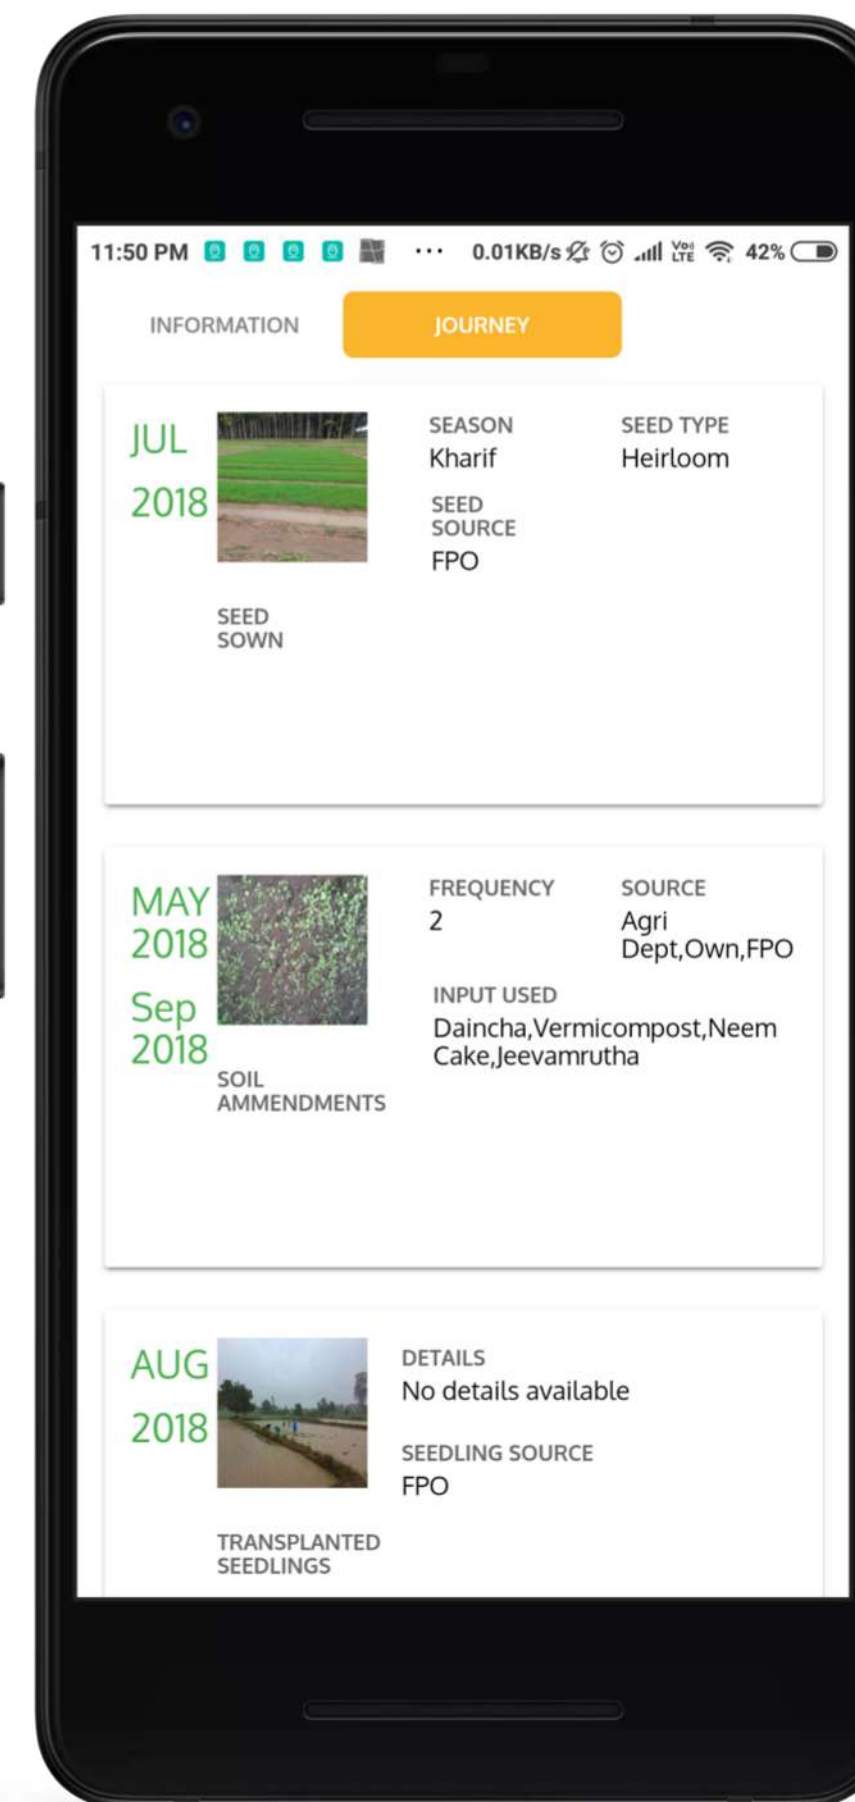 11:50 PM ... 0.01KB/s Vo) LTE 42%
INFORMATION JOURNEY
JUL
2018
SEED
SOWN
SEASON
Kharif
SEED TYPE
Heirloom
SEED
SOURCE
FPO
MAY
2018
Sep
2018
SOIL
AMMENDMENTS
FREQUENCY
2
SOURCE
Agri
Dept,Own,FPO
INPUT USED
Daincha,Vermicompost,Neem
Cake,Jeevamrutha
AUG
2018
TRANSPLANTED
SEEDLINGS
DETAILS
No details available
SEEDLING SOURCE
FPO